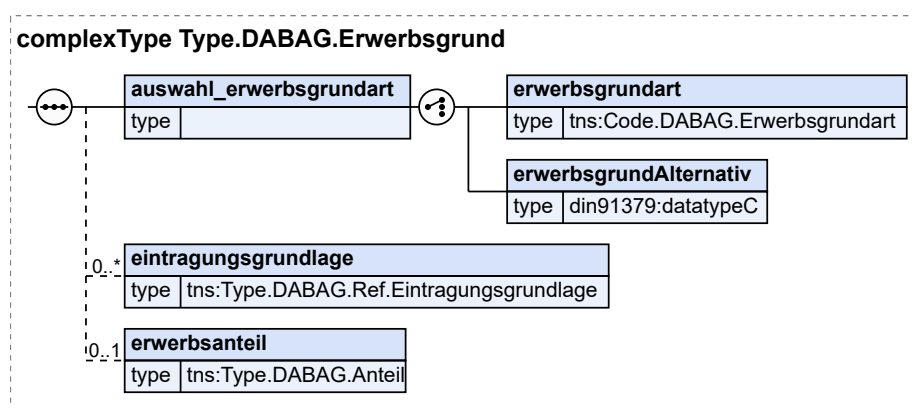 complexType Type.DABAG.Erwerbsgrund
auswahl_erwerbsgrundart
type
erwerbsgrundart
type tns:Code.DABAG.Erwerbsgrundart
erwerbsgrundAlternativ
type din91379:datatypeC
0..* eintragungsgrundlage
type tns:Type.DABAG.Ref.Eintragungsgrundlage
0..1 erwerbsanteil
type tns:Type.DABAG.Anteil